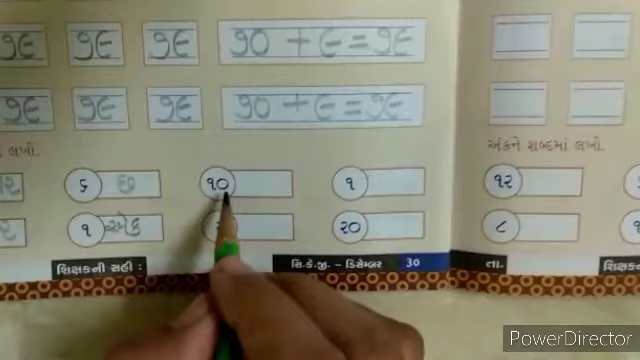 ૧૯ ૧૯ ૧૯ ૧૦ + ૯ = ૧૯
૧૯ ૧૯ ૧૯ ૧૦ + ૯ = ૧૯
લખો.
અંકને શબ્દમાં લખો.
૬ છ ૧૦ ૧ ૧૨
૧ એક ૨૦ ૮
શિક્ષકની સહી :
સિ.કે.જી. – ડિસેમ્બર 30
તા.
PowerDirector